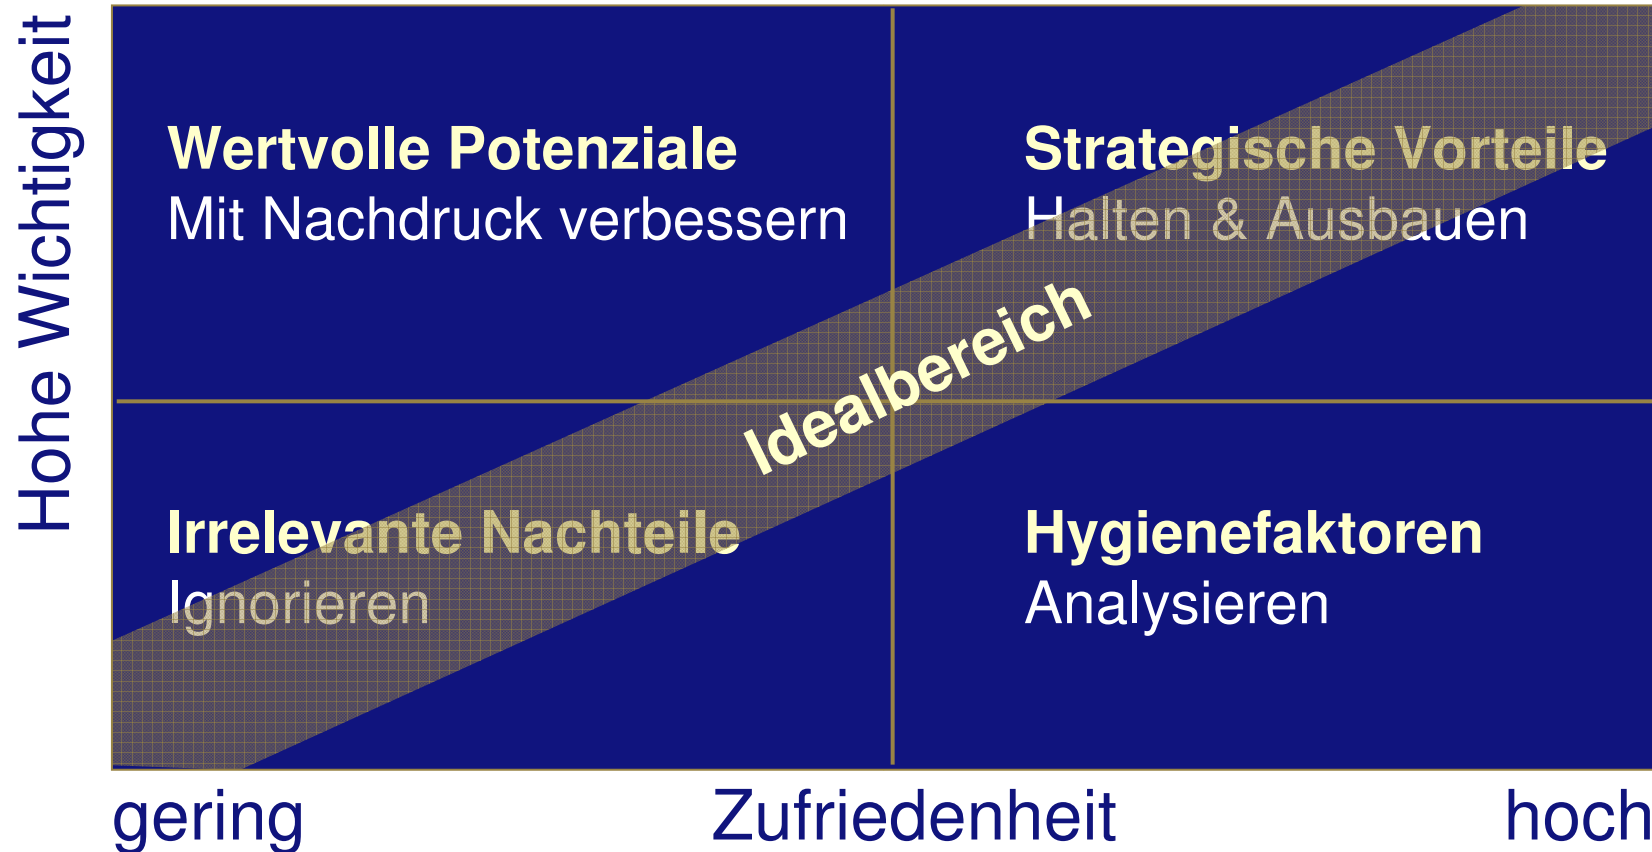 Hohe Wichtigkeit
Wertvolle Potenziale
Mit Nachdruck verbessern
Strategische Vorteile
Halten & Ausbauen
Idealbereich
Irrelevante Nachteile
Ignorieren
Hygienefaktoren
Analysieren
gering
Zufriedenheit
hoch